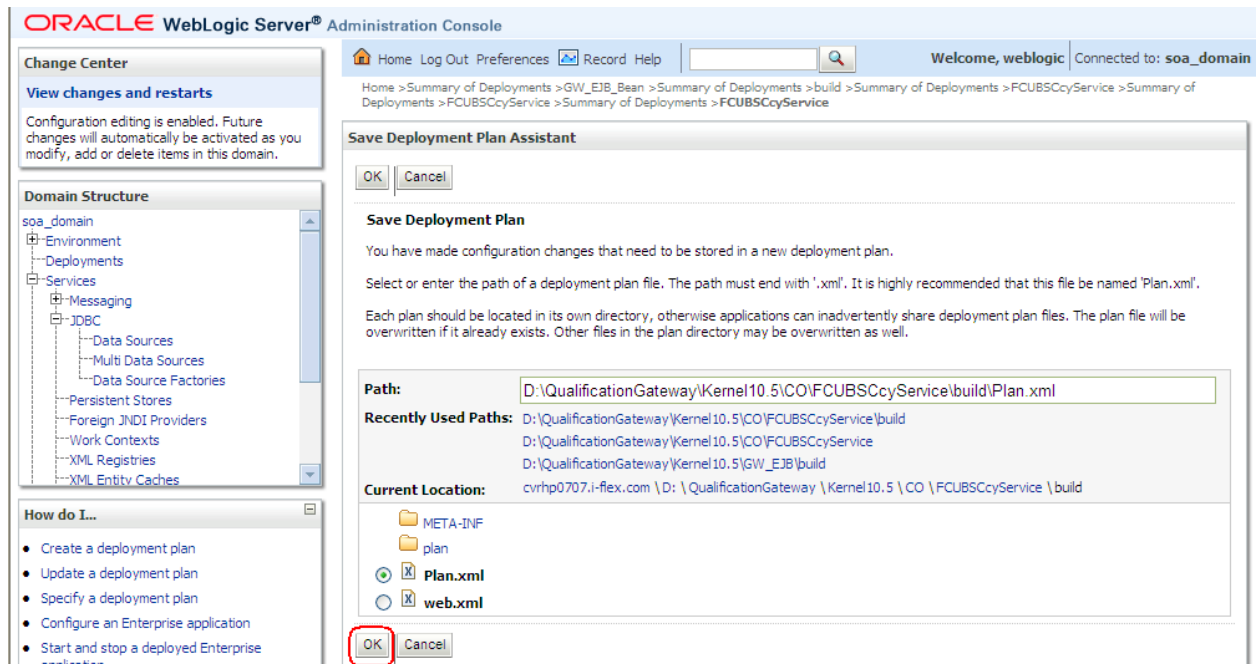 ORACLE WebLogic Server® Administration Console
Change Center
View changes and restarts
Configuration editing is enabled. Future
changes will automatically be activated as you
modify, add or delete items in this domain.
Domain Structure
soa_domain
Environment
Deployments
Services
Messaging
JDBC
Data Sources
Multi Data Sources
Data Source Factories
Persistent Stores
Foreign JNDI Providers
Work Contexts
XML Registries
XML Entity Caches
How do I...
Create a deployment plan
Update a deployment plan
Specify a deployment plan
Configure an Enterprise application
Start and stop a deployed Enterprise
application
Home Log Out Preferences Record Help
Welcome, weblogic Connected to: soa_domain
Home >Summary of Deployments >GW_EJB_Bean >Summary of Deployments >build >Summary of Deployments >FCUBSCcyService >Summary of
Deployments >FCUBSCcyService >Summary of Deployments >FCUBSCcyService
Save Deployment Plan Assistant
OK Cancel
Save Deployment Plan
You have made configuration changes that need to be stored in a new deployment plan.
Select or enter the path of a deployment plan file. The path must end with '.xml'. It is highly recommended that this file be named 'Plan.xml'.
Each plan should be located in its own directory, otherwise applications can inadvertently share deployment plan files. The plan file will be
overwritten if it already exists. Other files in the plan directory may be overwritten as well.
Path: D:\QualificationGateway\Kernel10.5\CO\FCUBSCcyService\build\Plan.xml
Recently Used Paths: D:\QualificationGateway\Kernel10.5\CO\FCUBSCcyService\build
D:\QualificationGateway\Kernel10.5\CO\FCUBSCcyService
D:\QualificationGateway\Kernel10.5\GW_EJB\build
Current Location: cvrhp0707.i-flex.com \ D: \ QualificationGateway \ Kernel10.5 \ CO \ FCUBSCcyService \ build
META-INF
plan
Plan.xml
web.xml
OK Cancel